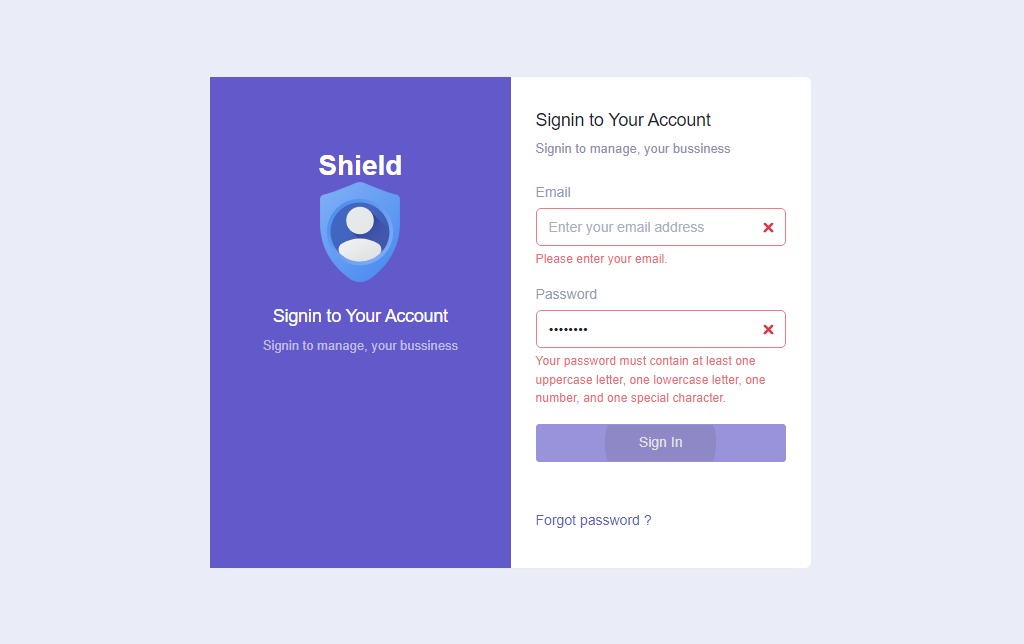 Shield
Signin to Your Account
Signin to manage, your bussiness
Signin to Your Account
Signin to manage, your bussiness
Email
Enter your email address
Please enter your email.
Password
••••••••
Your password must contain at least one
uppercase letter, one lowercase letter, one
number, and one special character.
Sign In
Forgot password ?